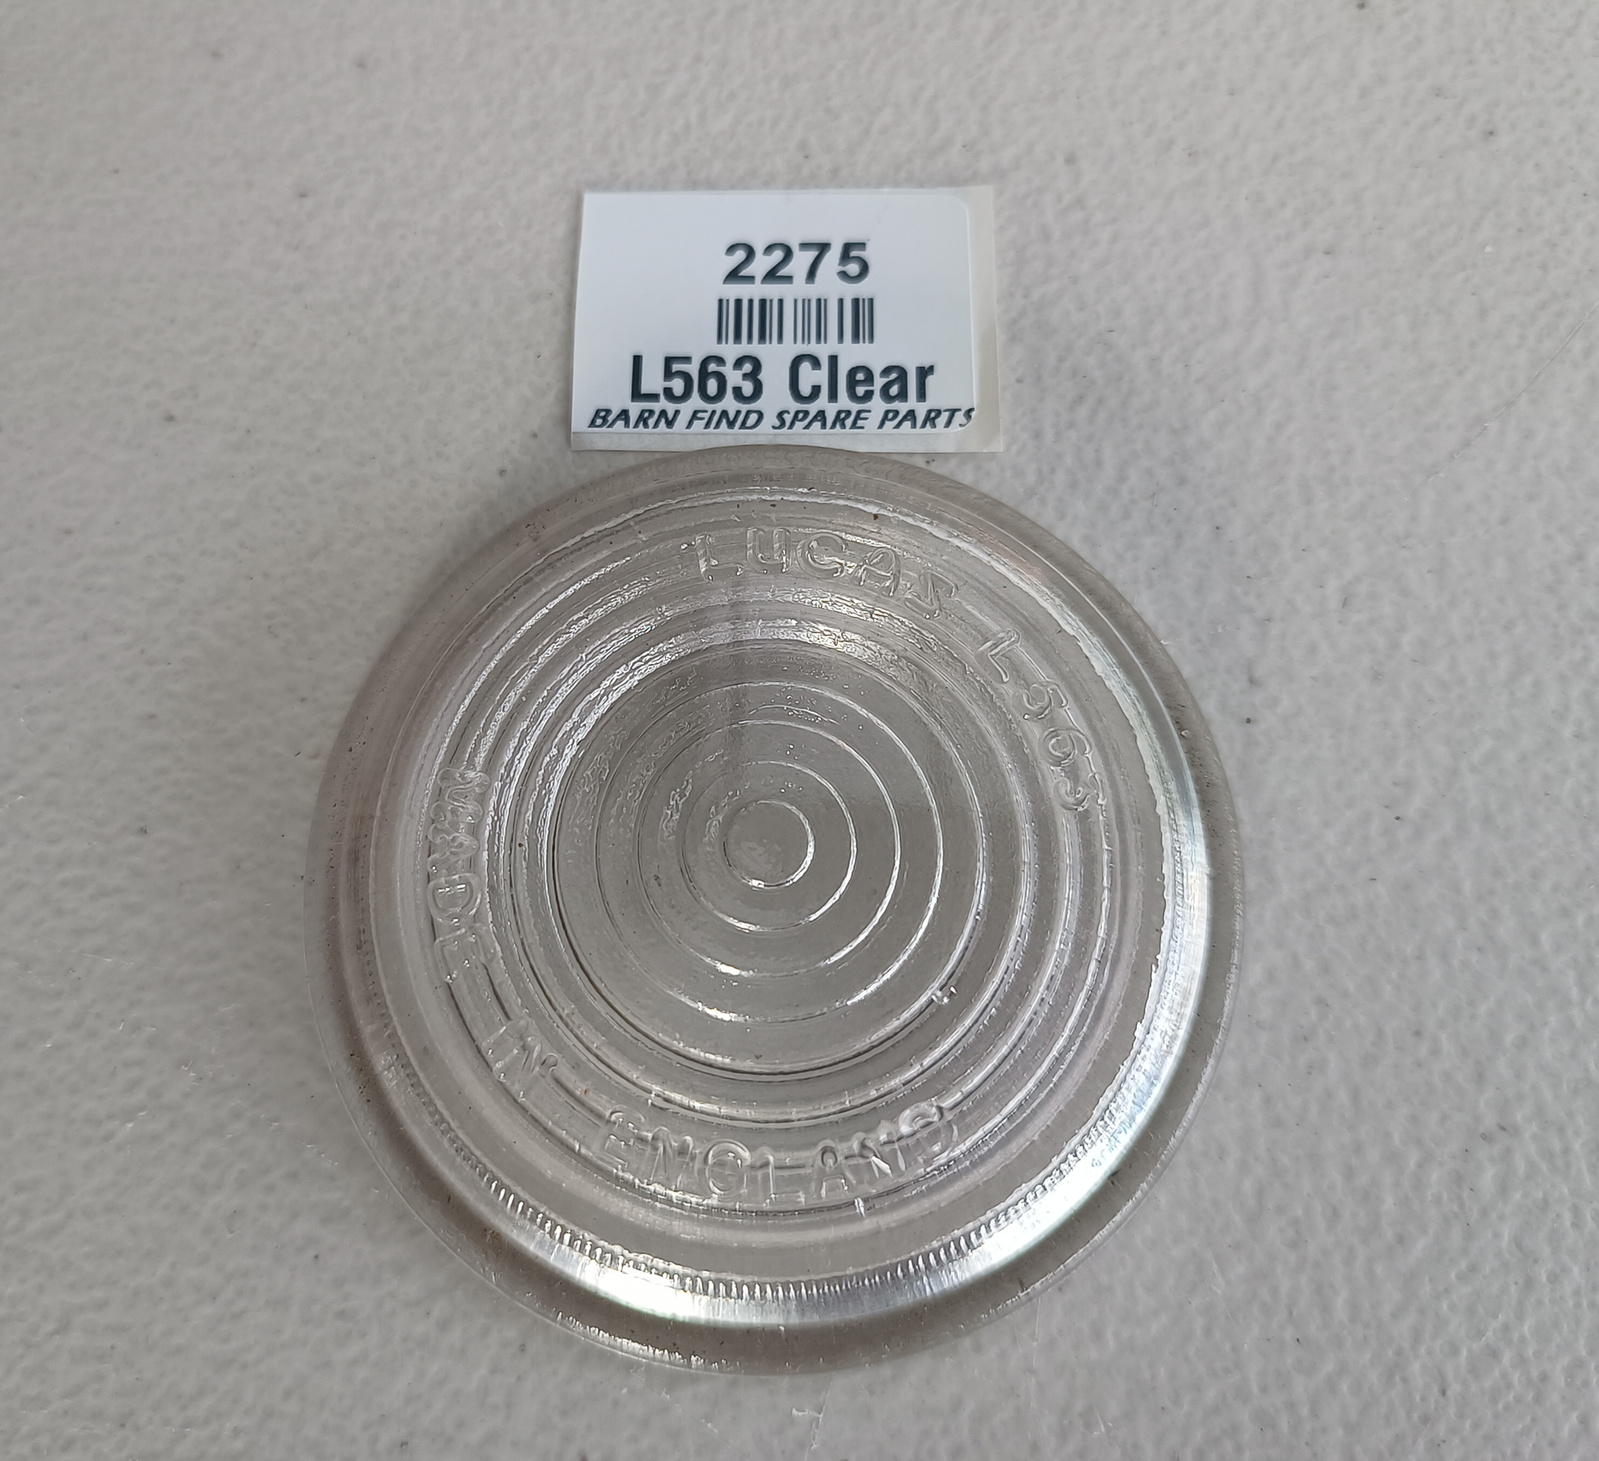 2275
L563 Clear
BARN FIND SPARE PARTS
LUCAS L563
MADE IN ENGLAND